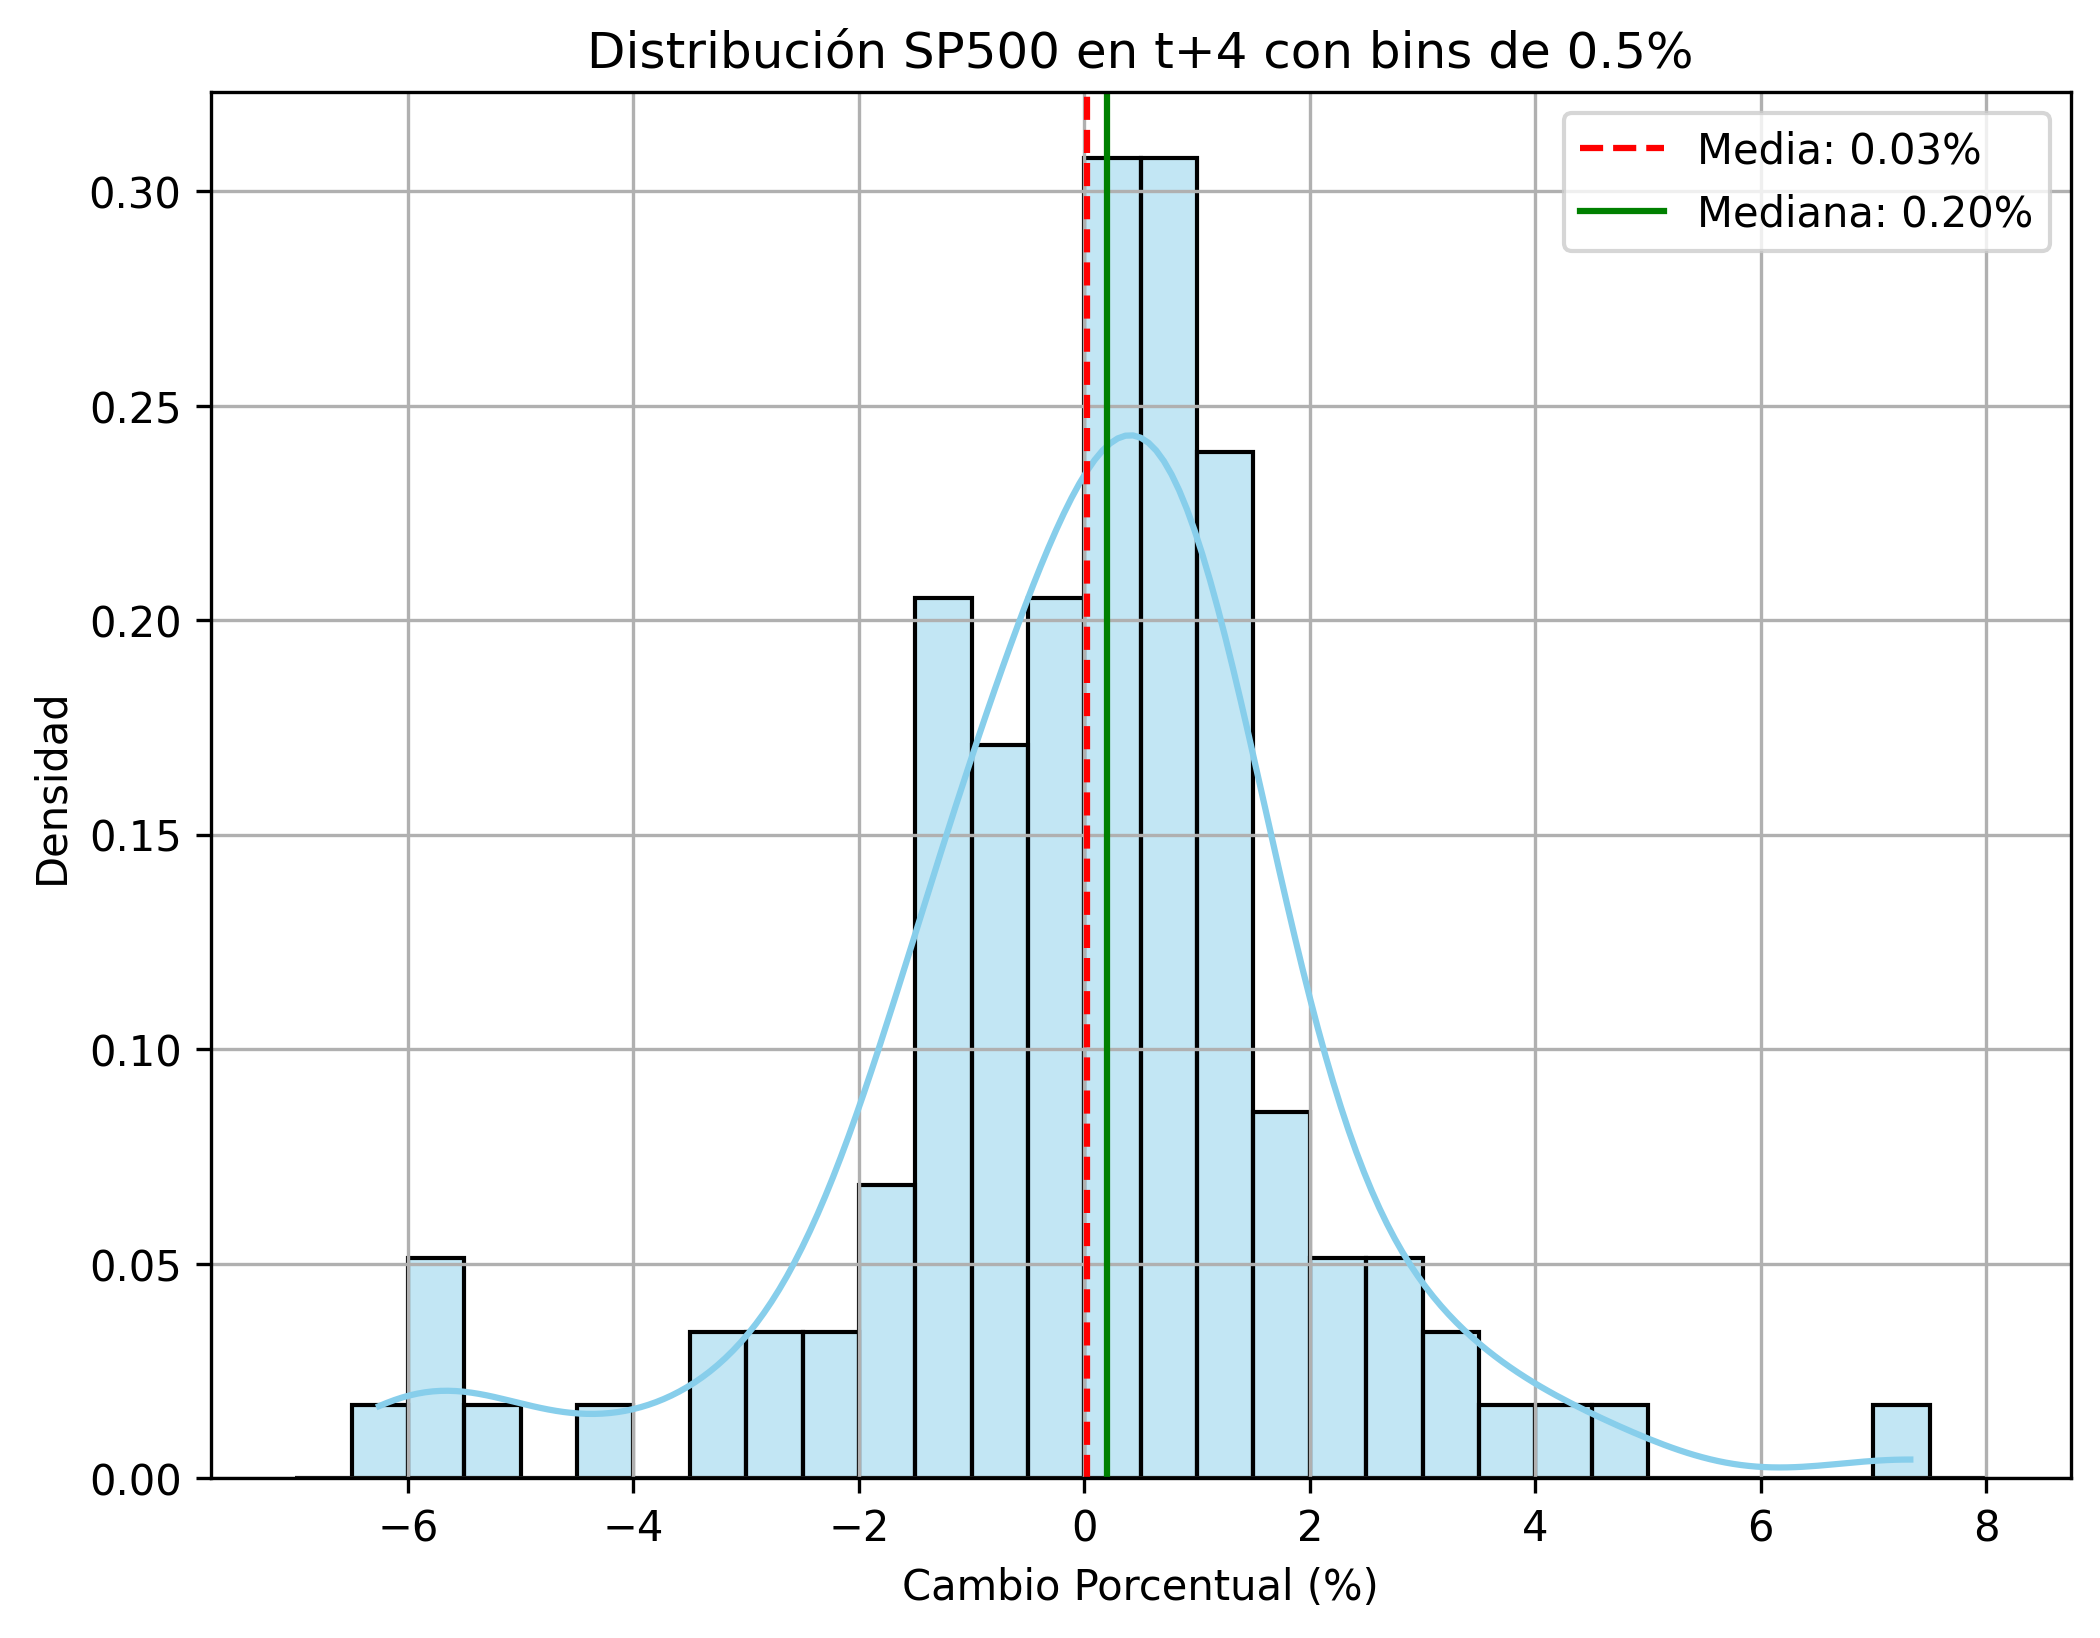 Distribución SP500 en t+4 con bins de 0.5%
Media: 0.03%
Mediana: 0.20%
0.30
0.25
0.20
0.15
0.10
0.05
0.00
Densidad
−6 −4 −2 0 2 4 6 8
Cambio Porcentual (%)